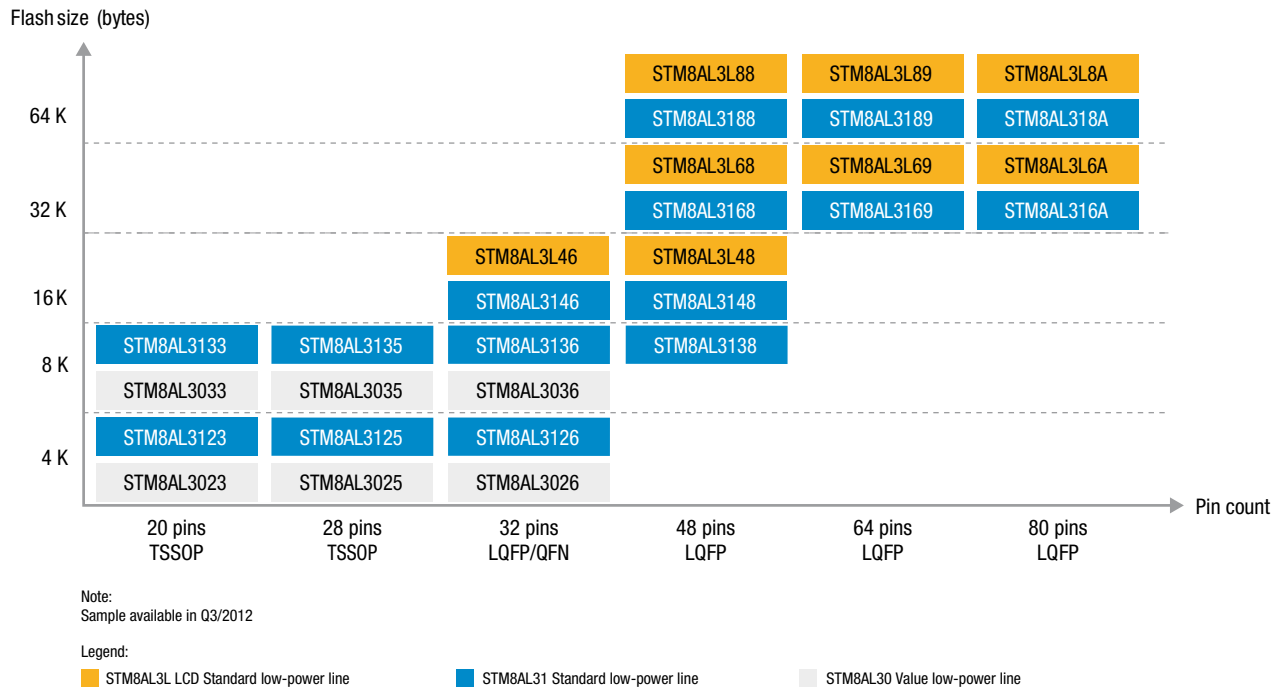 Flash size (bytes)
64 K
STM8AL3L88 STM8AL3L89 STM8AL3L8A
STM8AL3188 STM8AL3189 STM8AL318A
32 K
STM8AL3L68 STM8AL3L69 STM8AL3L6A
STM8AL3168 STM8AL3169 STM8AL316A
16 K
STM8AL3L46 STM8AL3L48
STM8AL3146 STM8AL3148
8 K
STM8AL3133 STM8AL3135 STM8AL3136 STM8AL3138
STM8AL3033 STM8AL3035 STM8AL3036
4 K
STM8AL3123 STM8AL3125 STM8AL3126
STM8AL3023 STM8AL3025 STM8AL3026
Pin count
20 pins 28 pins 32 pins 48 pins 64 pins 80 pins
TSSOP TSSOP LQFP/QFN LQFP LQFP LQFP
Note:
Sample available in Q3/2012
Legend:
STM8AL3L LCD Standard low-power line STM8AL31 Standard low-power line STM8AL30 Value low-power line